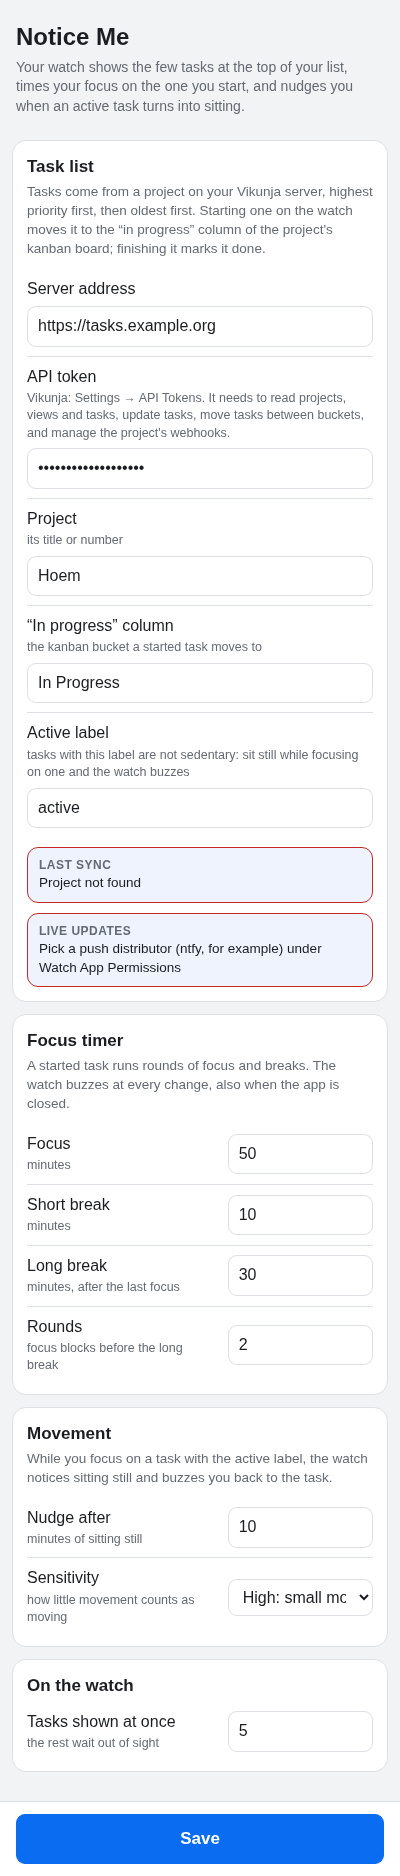 Notice Me
Your watch shows the few tasks at the top of your list,
times your focus on the one you start, and nudges you
when an active task turns into sitting.
Task list
Tasks come from a project on your Vikunja server, highest
priority first, then oldest first. Starting one on the watch
moves it to the “in progress” column of the project's
kanban board; finishing it marks it done.
Server address
https://tasks.example.org
API token
Vikunja: Settings → API Tokens. It needs to read projects,
views and tasks, update tasks, move tasks between buckets,
and manage the project's webhooks.
•••••••••••••••••••
Project
its title or number
Hoem
“In progress” column
the kanban bucket a started task moves to
In Progress
Active label
tasks with this label are not sedentary: sit still while focusing
on one and the watch buzzes
active
LAST SYNC
Project not found
LIVE UPDATES
Pick a push distributor (ntfy, for example) under
Watch App Permissions
Focus timer
A started task runs rounds of focus and breaks. The
watch buzzes at every change, also when the app is
closed.
Focus
minutes
50
Short break
minutes
10
Long break
minutes, after the last focus
30
Rounds
focus blocks before the long
break
2
Movement
While you focus on a task with the active label, the watch
notices sitting still and buzzes you back to the task.
Nudge after
minutes of sitting still
10
Sensitivity
how little movement counts as
moving
High: small mo
On the watch
Tasks shown at once
the rest wait out of sight
5
Save